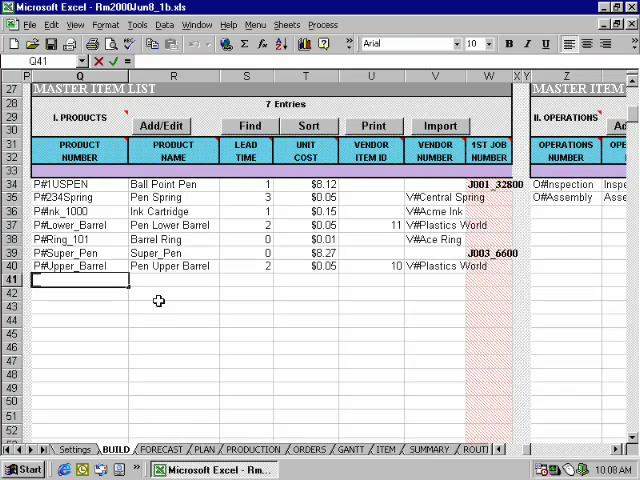 Microsoft Excel - Rm2000Jun8_1b.xls
File Edit View Insert Format Tools Data Window Help Sheets Process
Arial 10 B I U
Q41 =
P Q R S T U V W X Y Z
27 MASTER ITEM LIST MASTER ITEM
28 7 Entries
29 I. PRODUCTS II. OPERATIONS
30 Add/Edit Find Sort Print Import
31 PRODUCT PRODUCT LEAD UNIT VENDOR VENDOR 1ST JOB OPERATIONS
32 NUMBER NAME TIME COST ITEM ID NUMBER NUMBER NUMBER
33
34 P#1USPEN Ball Point Pen 1 $8.12 J001_32800 O#Inspection
35 P#234Spring Pen Spring 3 $0.05 V#Central Spring O#Assembly
36 P#Ink_1000 Ink Cartridge 1 $0.15 V#Acme Ink
37 P#Lower_Barrel Pen Lower Barrel 2 $0.05 11 V#Plastics World
38 P#Ring_101 Barrel Ring 0 $0.01 V#Ace Ring
39 P#Super_Pen Super_Pen 0 $8.27 J003_6600
40 P#Upper_Barrel Pen Upper Barrel 2 $0.05 10 V#Plastics World
41
42
43
44
45
46
47
48
49
50
51
Settings BUILD FORECAST PLAN PRODUCTION ORDERS GANTT ITEM SUMMARY ROUTI
Start Microsoft Excel - Rm... 10:08 AM